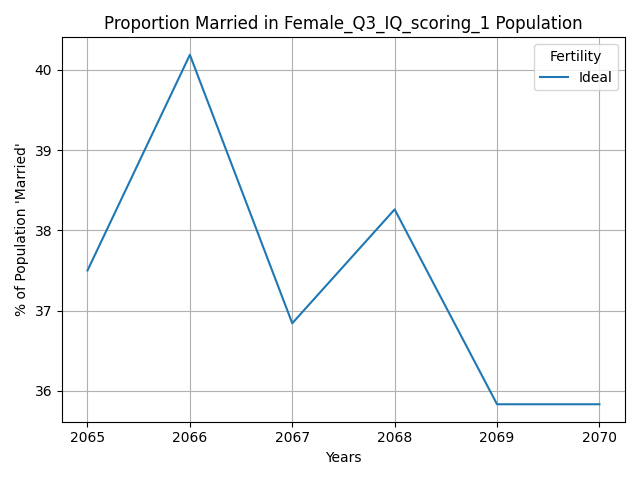 Proportion Married in Female_Q3_IQ_scoring_1 Population
Fertility
Ideal
% of Population 'Married'
40
39
38
37
36
2065 2066 2067 2068 2069 2070
Years